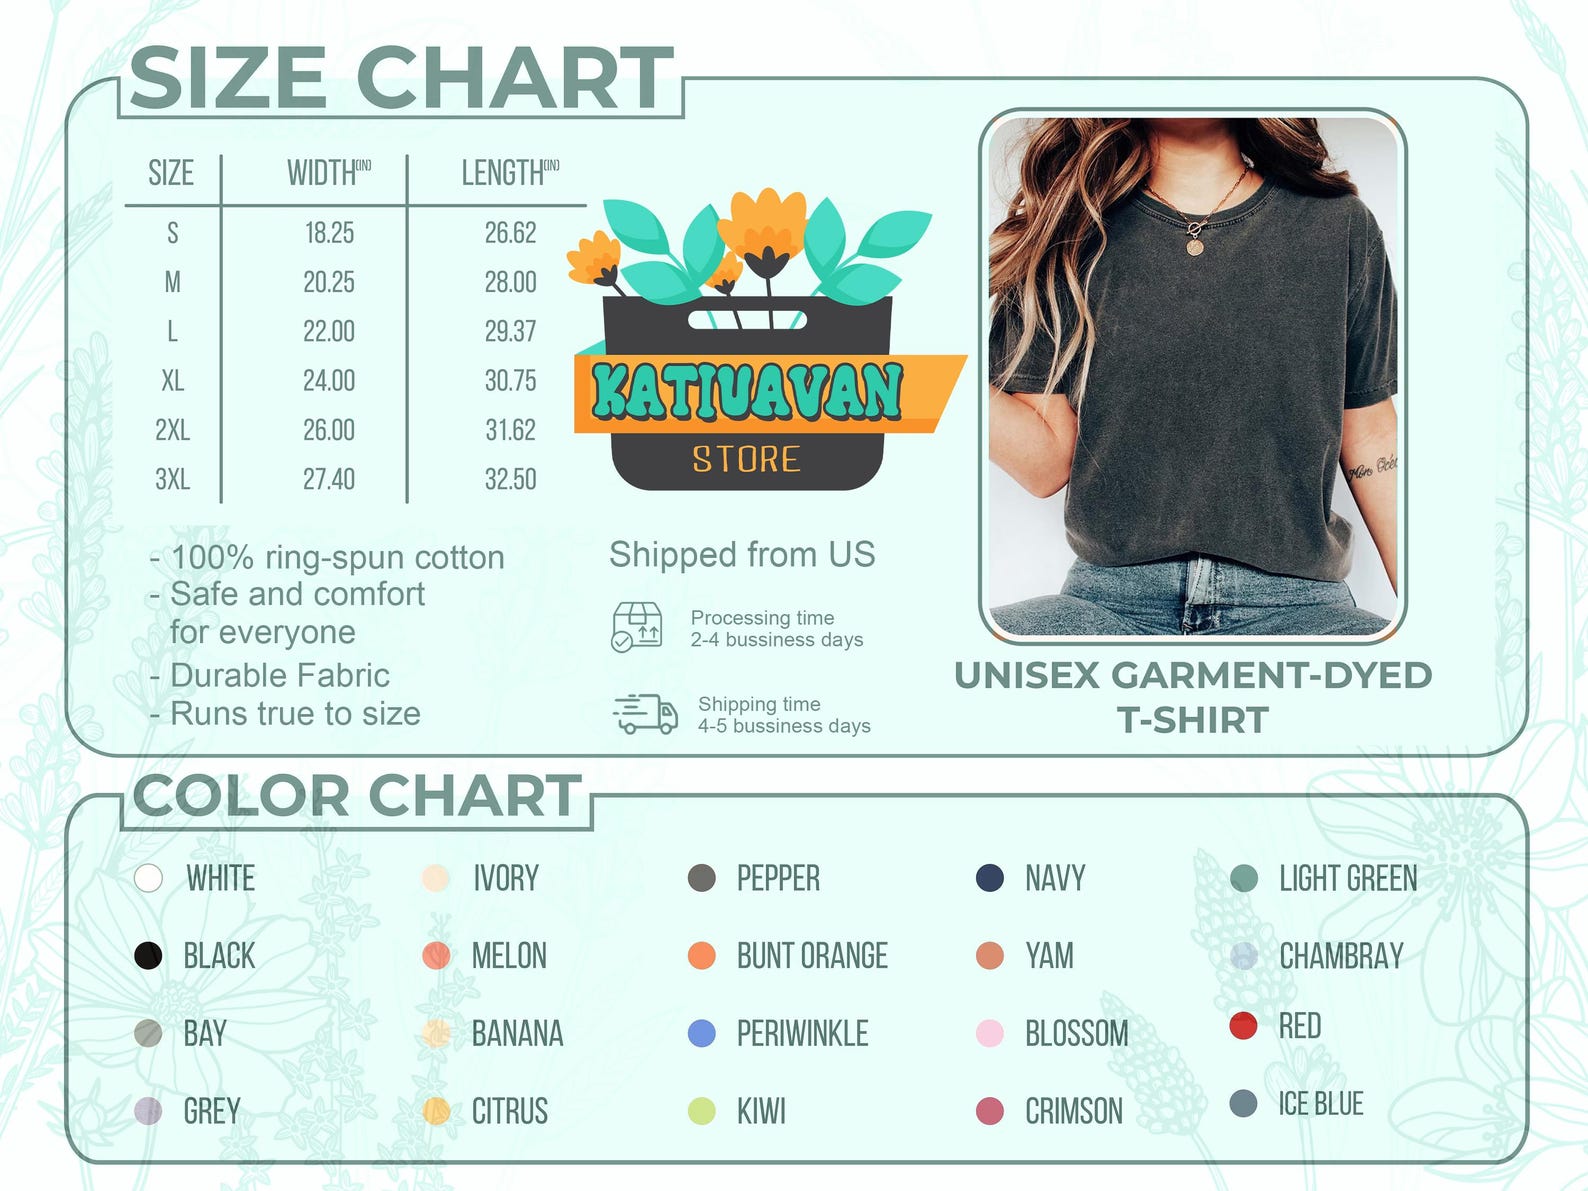 SIZE CHART
SIZE WIDTH(IN) LENGTH(IN)
S 18.25 26.62
M 20.25 28.00
L 22.00 29.37
XL 24.00 30.75
2XL 26.00 31.62
3XL 27.40 32.50
- 100% ring-spun cotton
- Safe and comfort
for everyone
- Durable Fabric
- Runs true to size
KATIUAVAN
STORE
Shipped from US
Processing time
2-4 bussiness days
Shipping time
4-5 bussiness days
UNISEX GARMENT-DYED
T-SHIRT
COLOR CHART
WHITE IVORY PEPPER NAVY LIGHT GREEN
BLACK MELON BUNT ORANGE YAM CHAMBRAY
BAY BANANA PERIWINKLE BLOSSOM RED
GREY CITRUS KIWI CRIMSON ICE BLUE